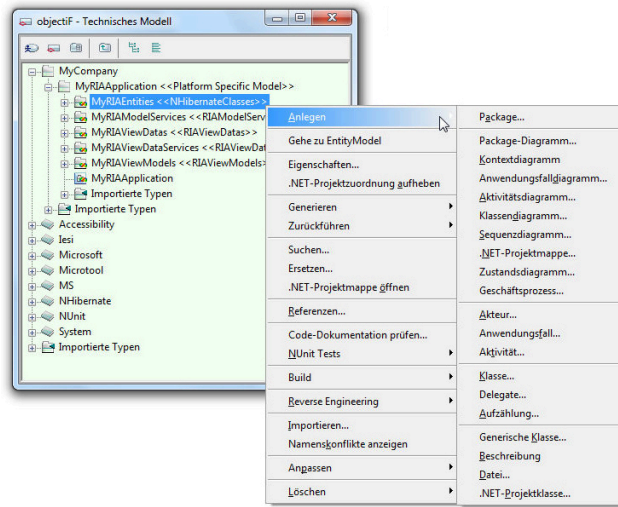 objectiF - Technisches Modell
MyCompany
MyRIAApplication <<Platform Specific Model>>
MyRIAEntities <<NHibernateClasses>>
MyRIAModelServices <<RIAModelServ
MyRIAViewDatas <<RIAViewDatas>>
MyRIAViewDataServices <<RIAViewDat
MyRIAViewModels <<RIAViewModels>
MyRIAApplication
Importierte Typen
Importierte Typen
Accessibility
Iesi
Microsoft
Microtool
MS
NHibernate
NUnit
System
Importierte Typen
Anlegen
Gehe zu EntityModel
Eigenschaften...
.NET-Projektzuordnung aufheben
Generieren
Zurückführen
Suchen...
Ersetzen...
.NET-Projektmappe öffnen
Referenzen...
Code-Dokumentation prüfen...
NUnit Tests
Build
Reverse Engineering
Importieren...
Namenskonflikte anzeigen
Anpassen
Löschen
Package...
Package-Diagramm...
Kontextdiagramm
Anwendungsfalldiagramm...
Aktivitätsdiagramm...
Klassendiagramm...
Sequenzdiagramm...
.NET-Projektmappe...
Zustandsdiagramm...
Geschäftsprozess...
Akteur...
Anwendungsfall...
Aktivität...
Klasse...
Delegate...
Aufzählung...
Generische Klasse...
Beschreibung
Datei...
.NET-Projektklasse...